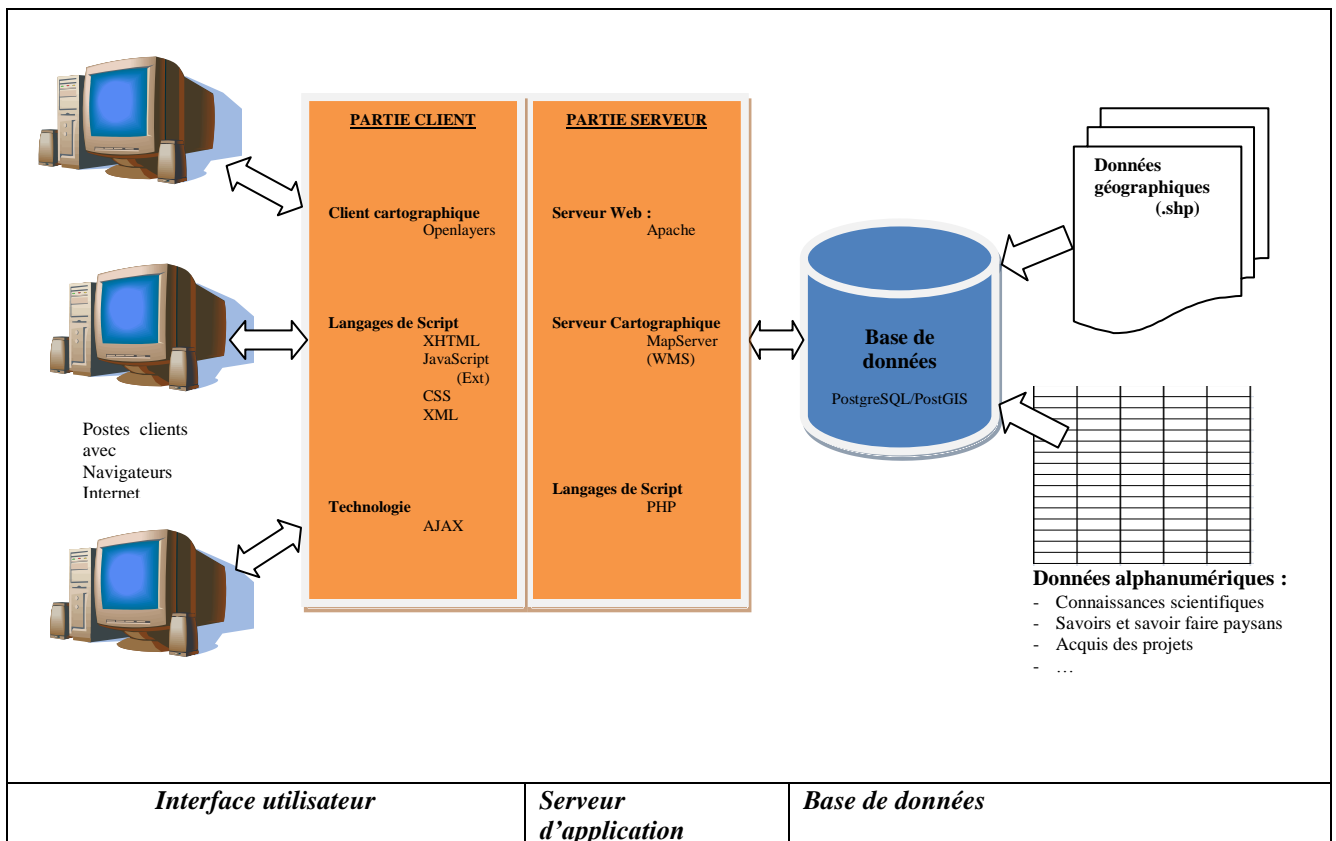 PARTIE CLIENT
Client cartographique
Openlayers
Langages de Script
XHTML
JavaScript
(Ext)
CSS
XML
Technologie
AJAX
PARTIE SERVEUR
Serveur Web :
Apache
Serveur Cartographique
MapServer
(WMS)
Langages de Script
PHP
Postes clients
avec
Navigateurs
Internet
Base de
données
PostgreSQL/PostGIS
Données
géographiques
(.shp)
Données alphanumériques :
- Connaissances scientifiques
- Savoirs et savoir faire paysans
- Acquis des projets
- …
Interface utilisateur
Serveur
d'application
Base de données